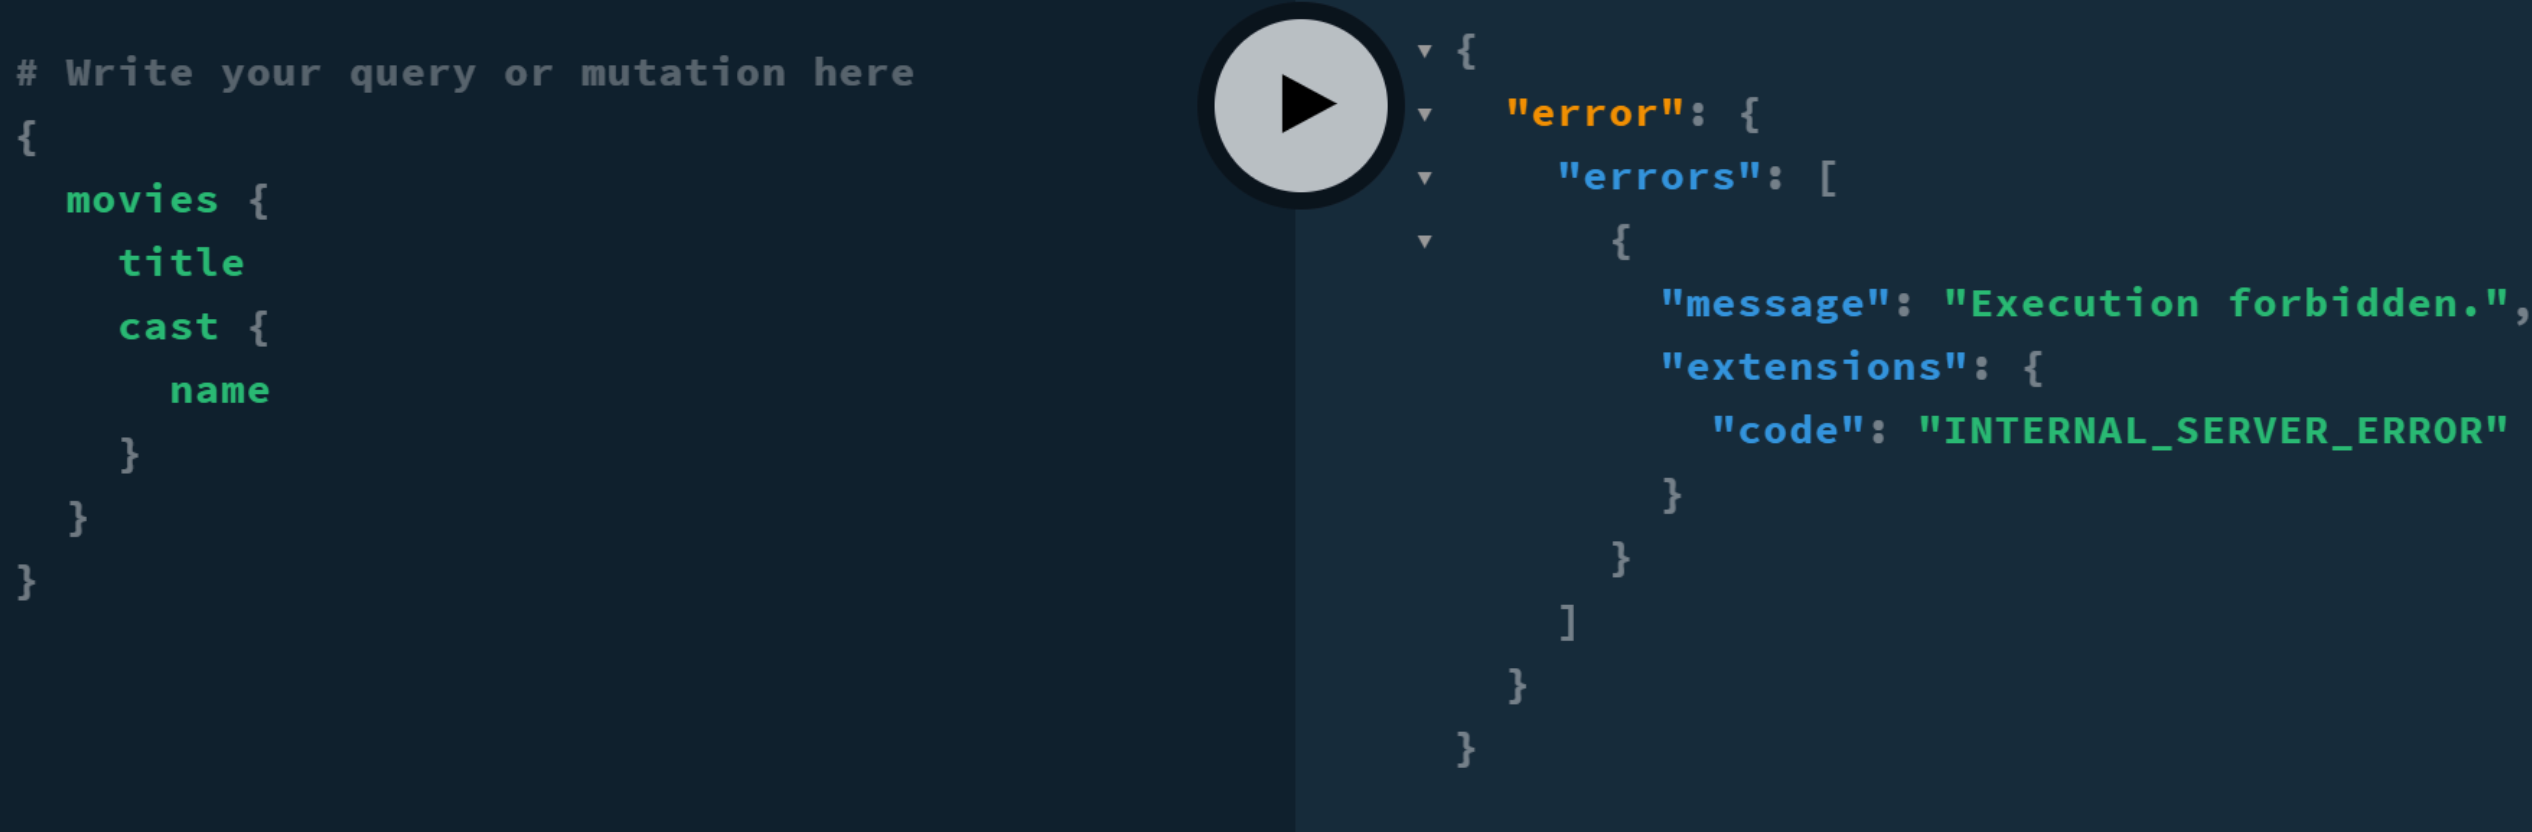 # Write your query or mutation here
{
  movies {
    title
    cast {
      name
    }
  }
}
{
  "error": {
    "errors": [
      {
        "message": "Execution forbidden.",
        "extensions": {
          "code": "INTERNAL_SERVER_ERROR"
        }
      }
    ]
  }
}